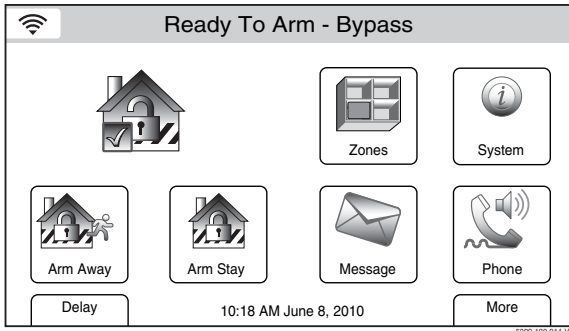 Ready To Arm - Bypass
Zones
System
Arm Away
Arm Stay
Message
Phone
Delay
10:18 AM June 8, 2010
More